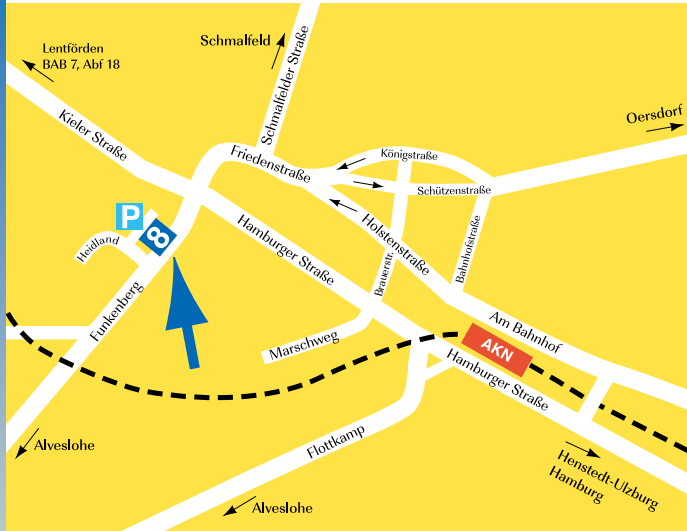 Schmalfeld
Lentförden
BAB 7, Abf 18
Schmalfelder Straße
Oersdorf
Kieler Straße
Friedenstraße
Königstraße
Schützenstraße
P
8
Heidland
Hamburger Straße
Holstenstraße
Brauerstr.
Bahnhofstraße
Funkenberg
Marschweg
Am Bahnhof
AKN
Hamburger Straße
Alveslohe
Flottkamp
Henstedt-Ulzburg
Hamburg
Alveslohe